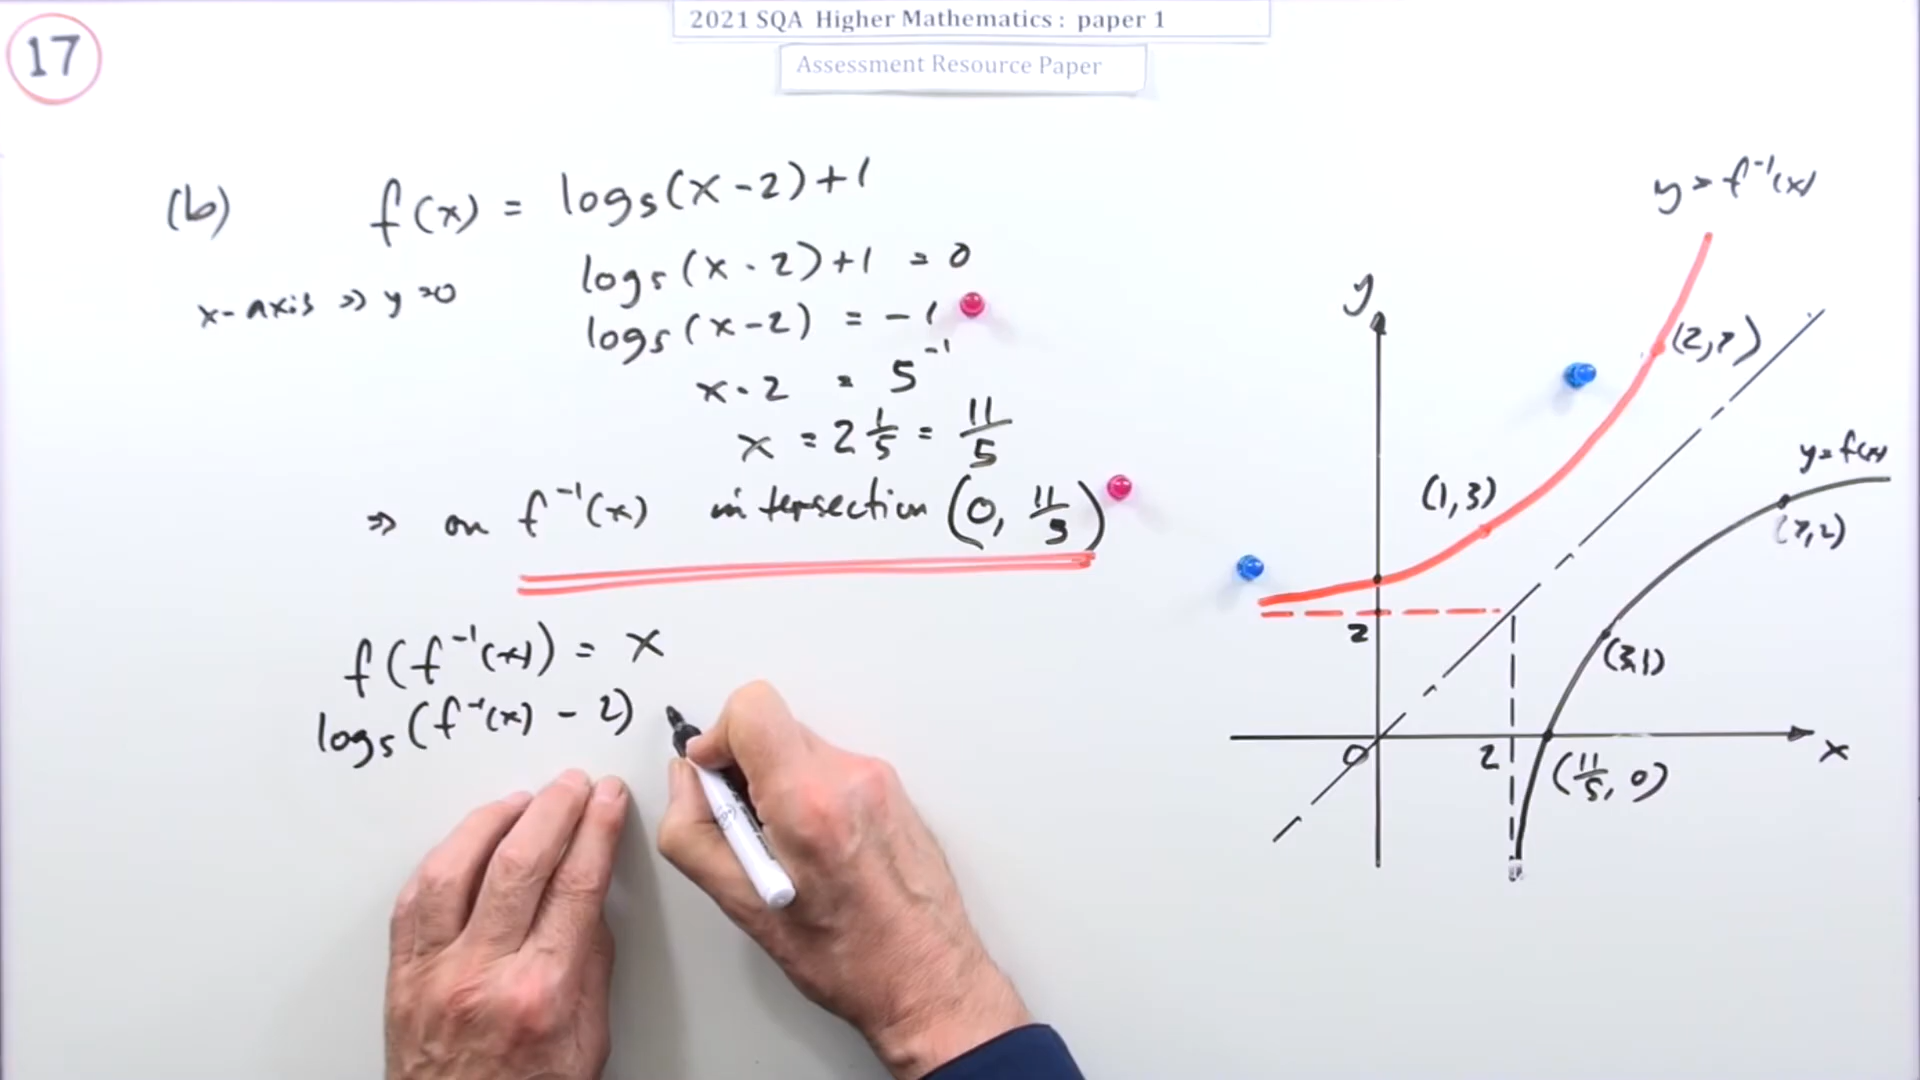 17
2021 SQA Higher Mathematics : paper 1
Assessment Resource Paper
(b) f(x) = log₅(x-2)+1
x-axis ⇒ y=0
log₅(x-2)+1 = 0
log₅(x-2) = -1
x-2 = 5⁻¹
x = 2 1/5 = 11/5
⇒ on f⁻¹(x) intersection (0, 11/5)
f(f⁻¹(x)) = x
log₅(f⁻¹(x) - 2)
y = f⁻¹(x)
y
(2,7)
y=f(x)
(1,3)
(7,2)
2
(3,1)
0
2
x
(11/5, 0)